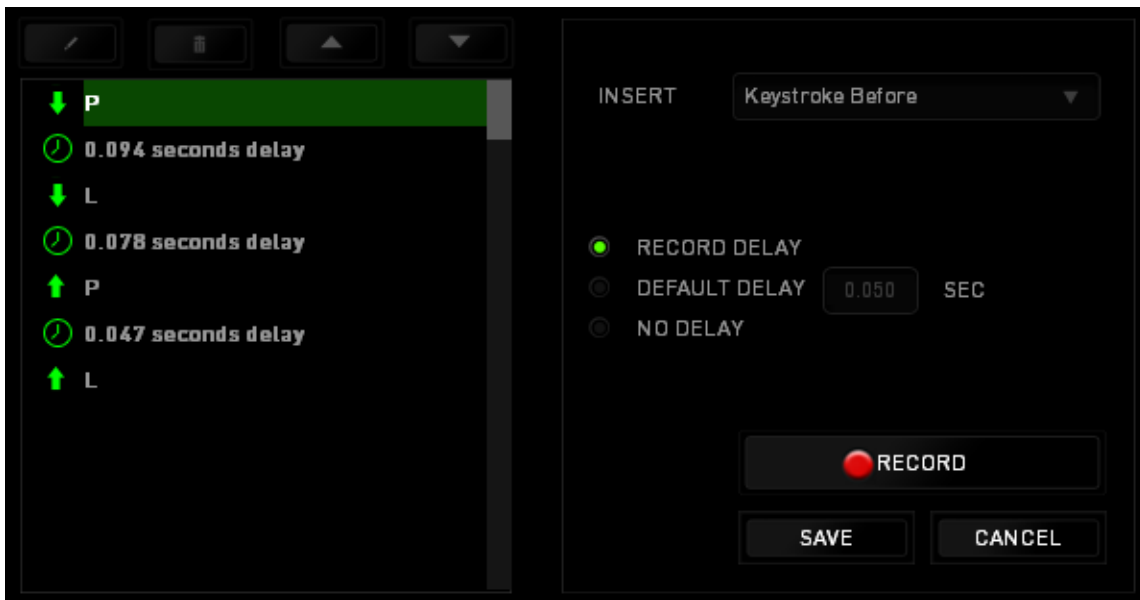 P
0.094 seconds delay
L
0.078 seconds delay
P
0.047 seconds delay
L
INSERT Keystroke Before
RECORD DELAY
DEFAULT DELAY 0.050 SEC
NO DELAY
RECORD
SAVE CANCEL